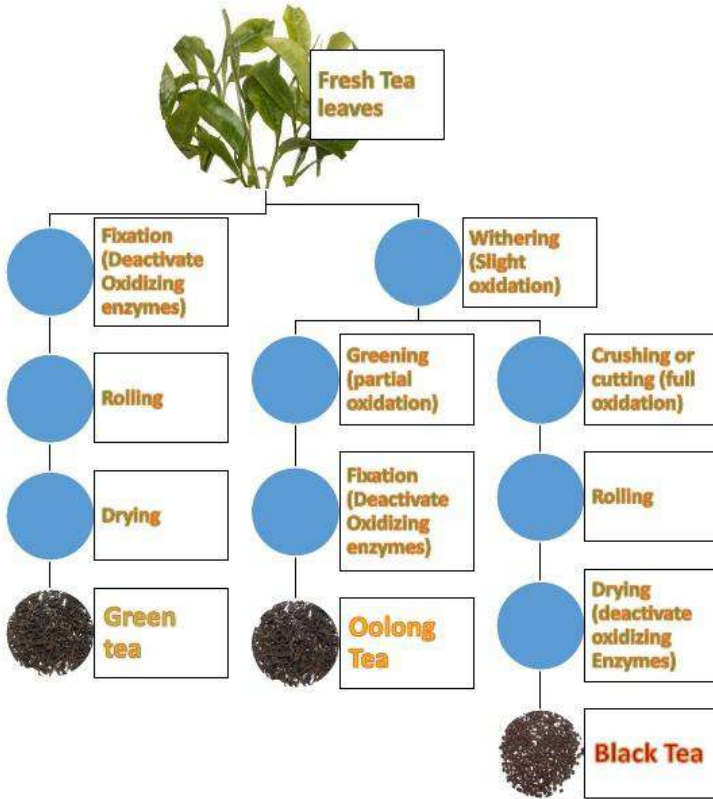 Fresh Tea
leaves
Fixation
(Deactivate
Oxidizing
enzymes)
Withering
(Slight
oxidation)
Rolling
Greening
(partial
oxidation)
Crushing or
cutting (full
oxidation)
Drying
Fixation
(Deactivate
Oxidizing
enzymes)
Rolling
Green
tea
Oolong
Tea
Drying
(deactivate
oxidizing
Enzymes)
Black Tea